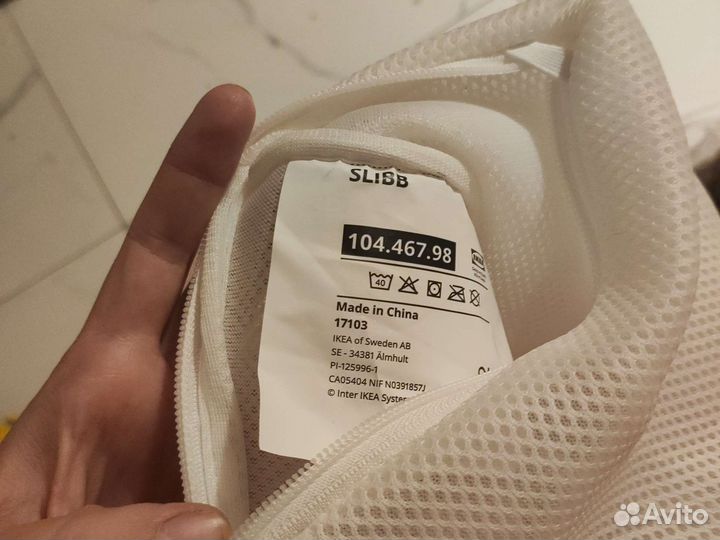 SLIBB
104.467.98
IKEA
40
Made in China
17103
IKEA of Sweden AB
SE - 34381 Älmhult
PI-125996-1
CA05404 NIF N0391857J
© Inter IKEA System
Avito